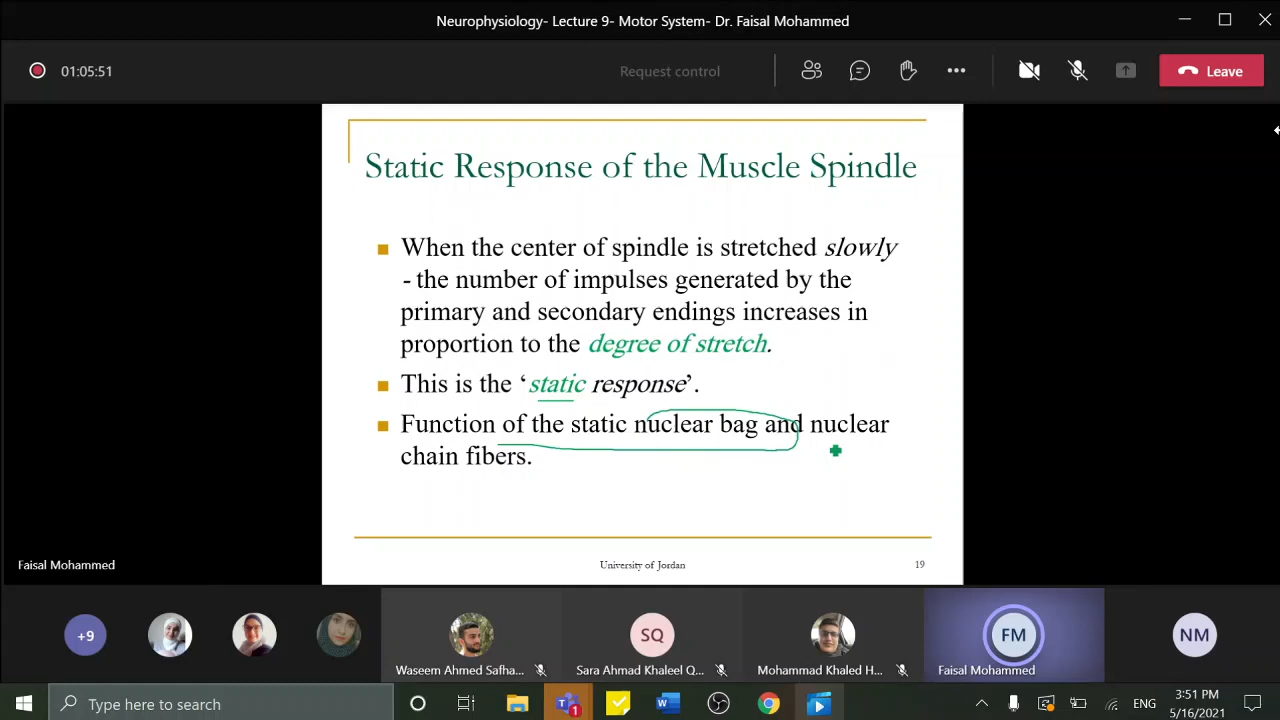 Neurophysiology- Lecture 9- Motor System- Dr. Faisal Mohammed
01:05:51
Request control
Leave
Static Response of the Muscle Spindle
When the center of spindle is stretched slowly
- the number of impulses generated by the
primary and secondary endings increases in
proportion to the degree of stretch.
This is the ‘static response’.
Function of the static nuclear bag and nuclear
chain fibers.
University of Jordan
19
Faisal Mohammed
+9
SQ
FM
NM
Waseem Ahmed Safha...
Sara Ahmad Khaleel Q...
Mohammad Khaled H...
Faisal Mohammed
Type here to search
1
ENG
3:51 PM
5/16/2021